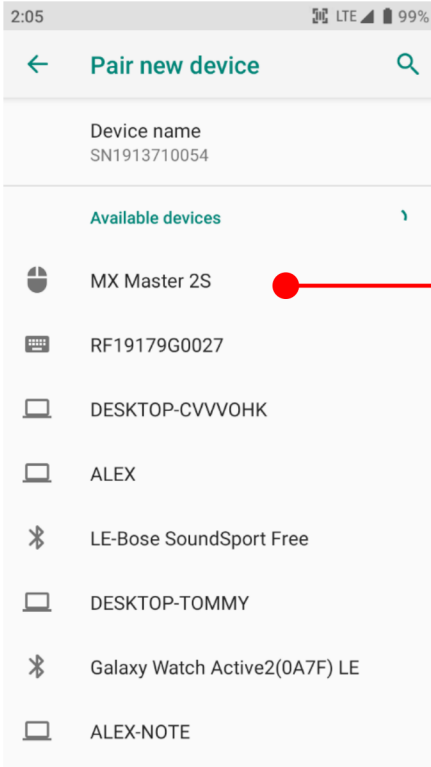 2:05 LTE 99%
Pair new device
Device name
SN1913710054
Available devices
MX Master 2S
RF19179G0027
DESKTOP-CVVVOHK
ALEX
LE-Bose SoundSport Free
DESKTOP-TOMMY
Galaxy Watch Active2(0A7F) LE
ALEX-NOTE